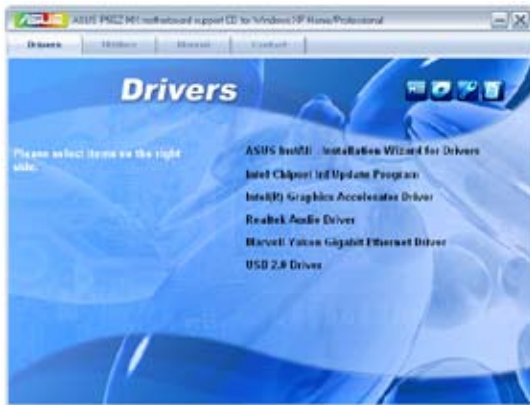 ASUS P5GZ-MX motherboard support CD for Windows XP Home/Professional
Drivers Utilities Manual Contact
Drivers
Please select items on the right side.
ASUS InstAll - Installation Wizard for Drivers
Intel Chipset Inf Update Program
Intel(R) Graphics Accelerator Driver
Realtek Audio Driver
Marvell Yukon Gigabit Ethernet Driver
USB 2.0 Driver